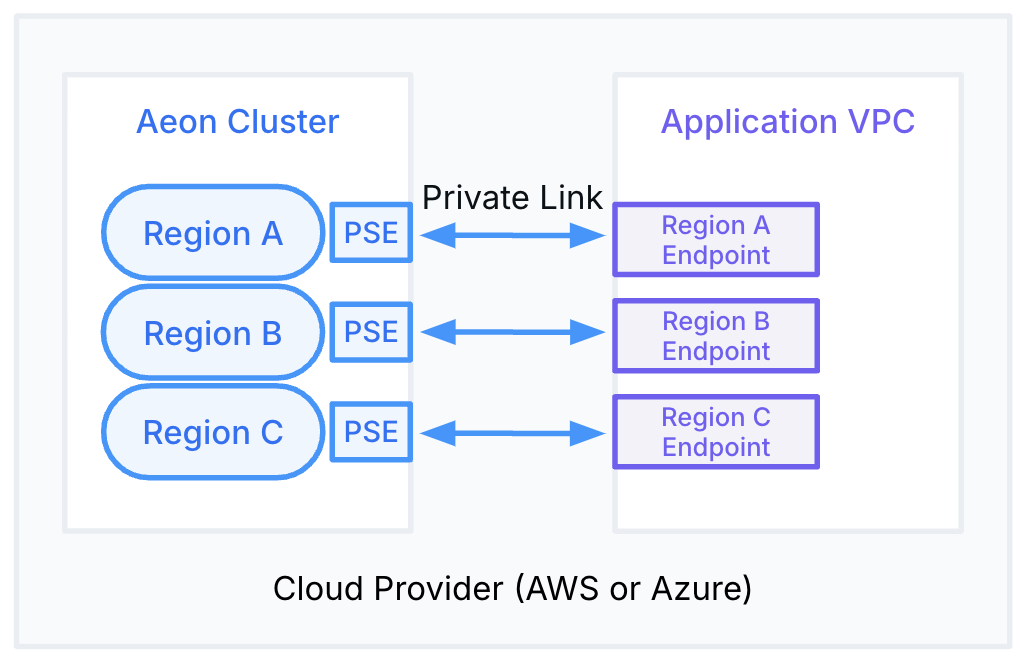 Aeon Cluster
Application VPC
Private Link
Region A
PSE
Region A
Endpoint
Region B
PSE
Region B
Endpoint
Region C
PSE
Region C
Endpoint
Cloud Provider (AWS or Azure)